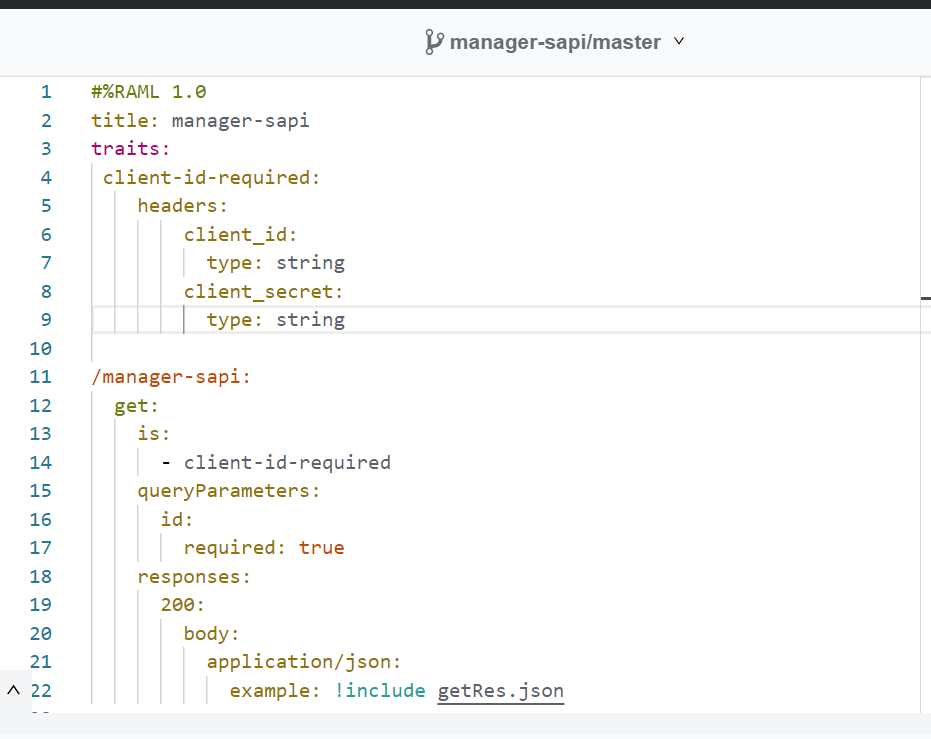 manager-sapi/master
1 #%RAML 1.0
2 title: manager-sapi
3 traits:
4  client-id-required:
5     headers:
6         client_id:
7           type: string
8         client_secret:
9           type: string
10
11 /manager-sapi:
12   get:
13     is:
14       - client-id-required
15     queryParameters:
16       id:
17         required: true
18     responses:
19       200:
20         body:
21           application/json:
22             example: !include getRes.json